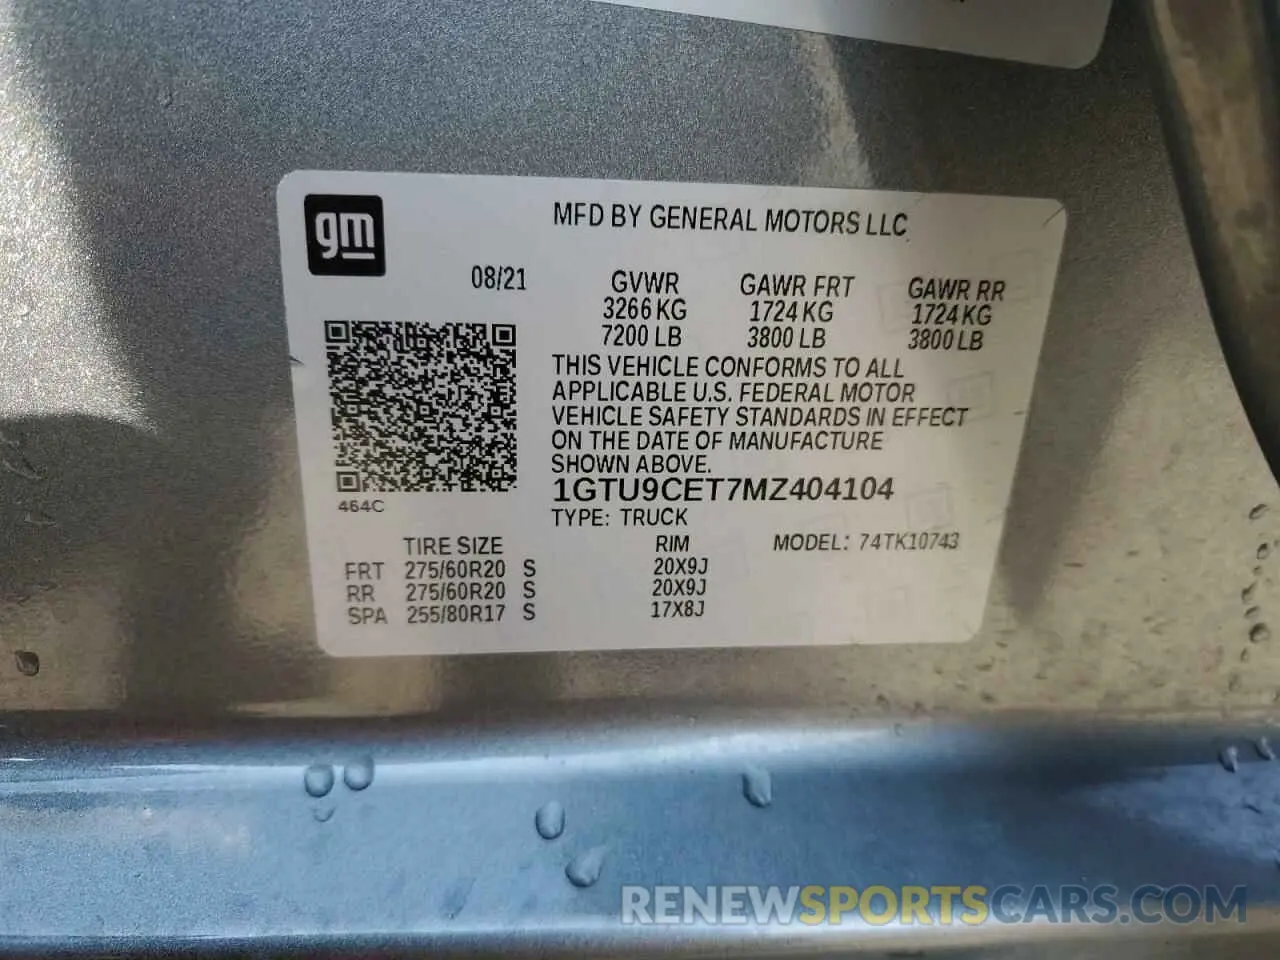 gm
MFD BY GENERAL MOTORS LLC
08/21
GVWR GAWR FRT GAWR RR
3266 KG 1724 KG 1724 KG
7200 LB 3800 LB 3800 LB
THIS VEHICLE CONFORMS TO ALL
APPLICABLE U.S. FEDERAL MOTOR
VEHICLE SAFETY STANDARDS IN EFFECT
ON THE DATE OF MANUFACTURE
SHOWN ABOVE.
1GTU9CET7MZ404104
464C
TYPE: TRUCK
TIRE SIZE RIM MODEL: 74TK10743
FRT 275/60R20 S 20X9J
RR 275/60R20 S 20X9J
SPA 255/80R17 S 17X8J
RENEWSPORTSCARS.COM